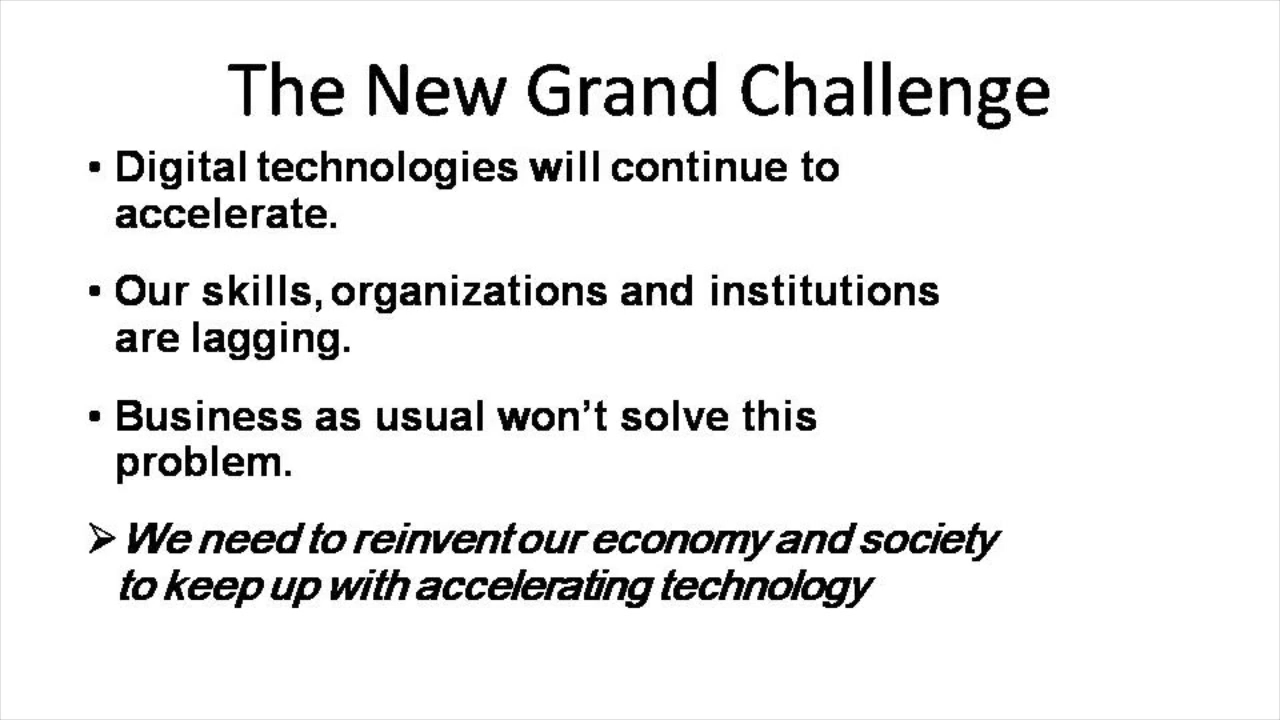 The New Grand Challenge
• Digital technologies will continue to
accelerate.
• Our skills, organizations and institutions
are lagging.
• Business as usual won’t solve this
problem.
➢ We need to reinvent our economy and society
to keep up with accelerating technology